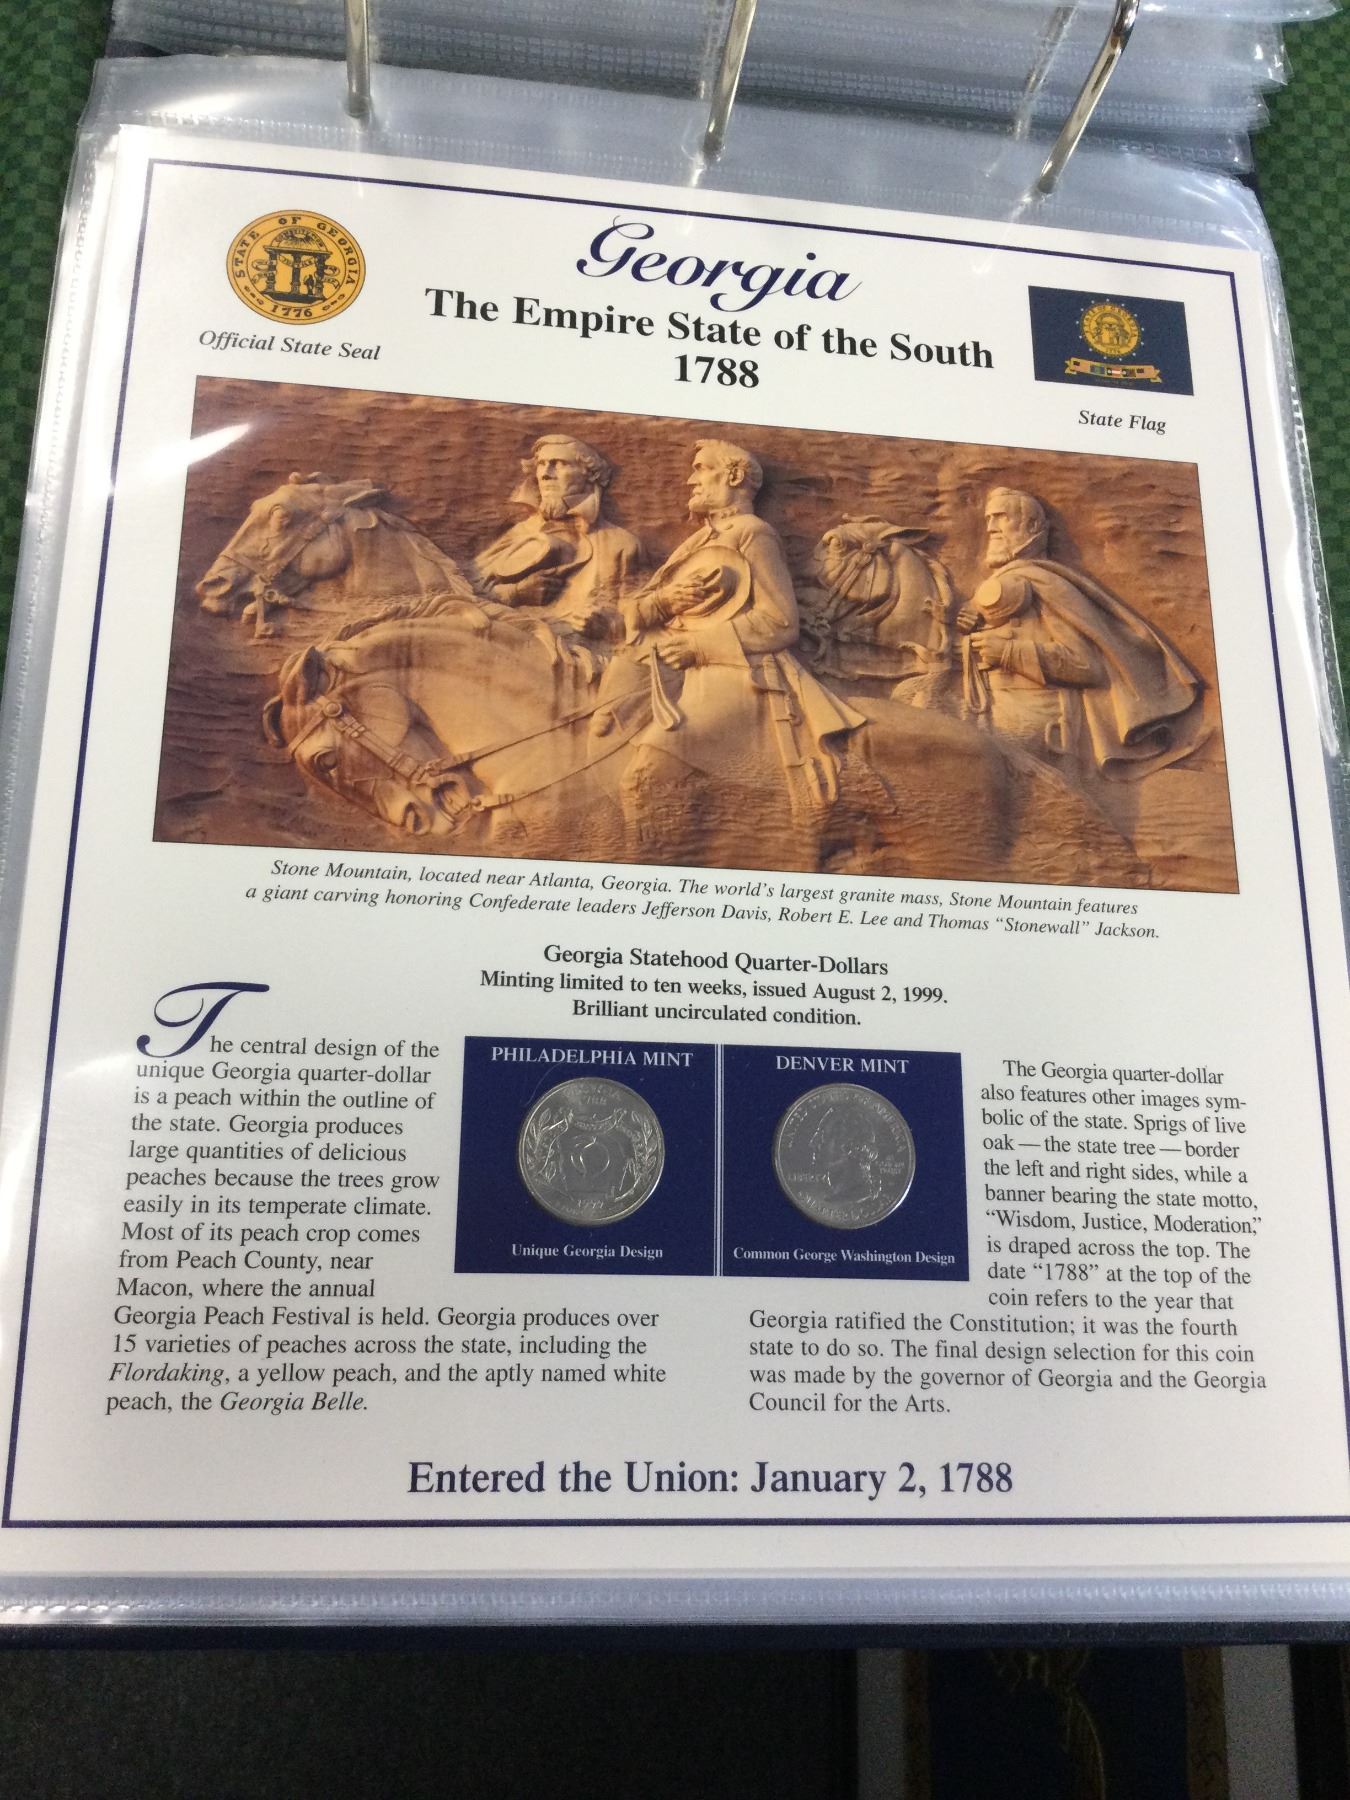 Georgia
The Empire State of the South
1788
STATE OF GEORGIA
1776
Official State Seal
State Flag
Stone Mountain, located near Atlanta, Georgia. The world's largest granite mass, Stone Mountain features
a giant carving honoring Confederate leaders Jefferson Davis, Robert E. Lee and Thomas “Stonewall” Jackson.
Georgia Statehood Quarter-Dollars
Minting limited to ten weeks, issued August 2, 1999.
Brilliant uncirculated condition.
The central design of the
unique Georgia quarter-dollar
is a peach within the outline of
the state. Georgia produces
large quantities of delicious
peaches because the trees grow
easily in its temperate climate.
Most of its peach crop comes
from Peach County, near
Macon, where the annual
Georgia Peach Festival is held. Georgia produces over
15 varieties of peaches across the state, including the
Flordaking, a yellow peach, and the aptly named white
peach, the Georgia Belle.
PHILADELPHIA MINT
Unique Georgia Design
DENVER MINT
LIBERTY
Common George Washington Design
The Georgia quarter-dollar
also features other images sym-
bolic of the state. Sprigs of live
oak — the state tree — border
the left and right sides, while a
banner bearing the state motto,
“Wisdom, Justice, Moderation,”
is draped across the top. The
date “1788” at the top of the
coin refers to the year that
Georgia ratified the Constitution; it was the fourth
state to do so. The final design selection for this coin
was made by the governor of Georgia and the Georgia
Council for the Arts.
Entered the Union: January 2, 1788